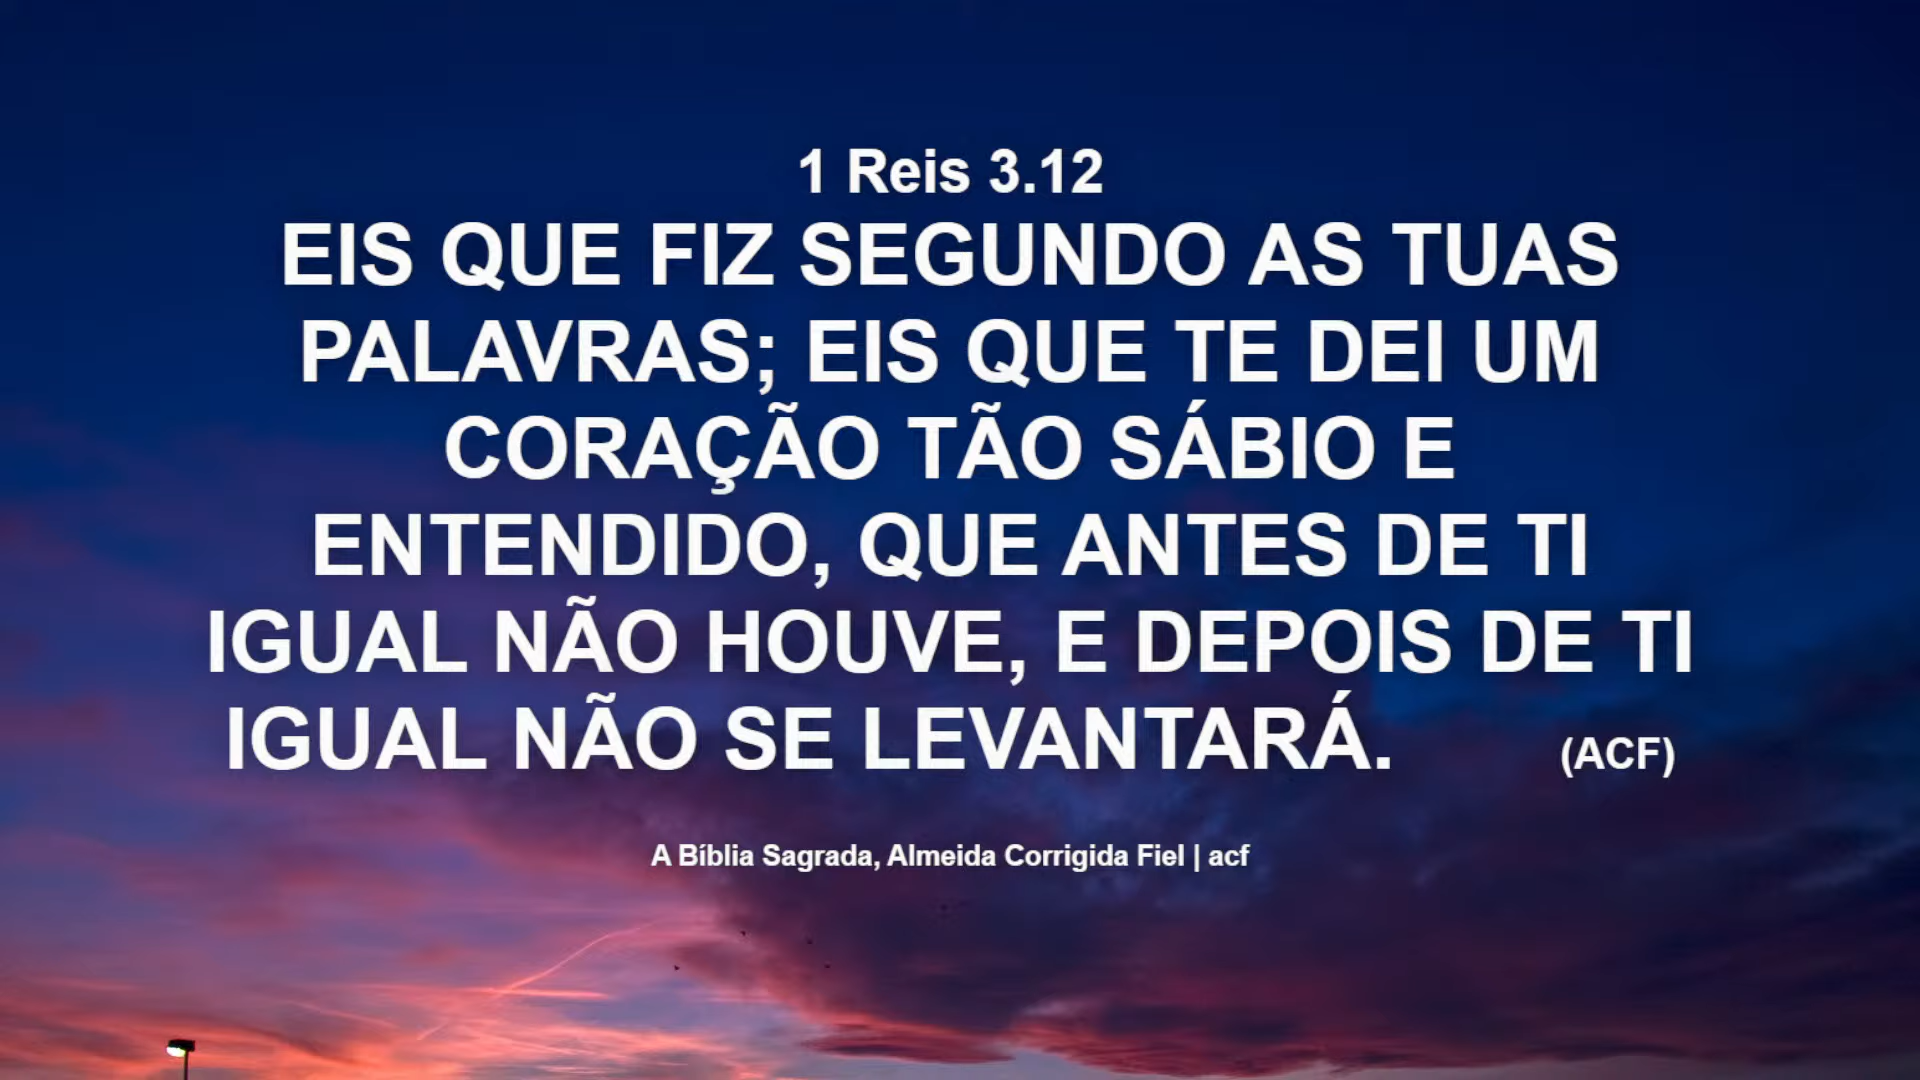 1 Reis 3.12
EIS QUE FIZ SEGUNDO AS TUAS
PALAVRAS; EIS QUE TE DEI UM
CORAÇÃO TÃO SÁBIO E
ENTENDIDO, QUE ANTES DE TI
IGUAL NÃO HOUVE, E DEPOIS DE TI
IGUAL NÃO SE LEVANTARÁ. (ACF)
A Bíblia Sagrada, Almeida Corrigida Fiel | acf